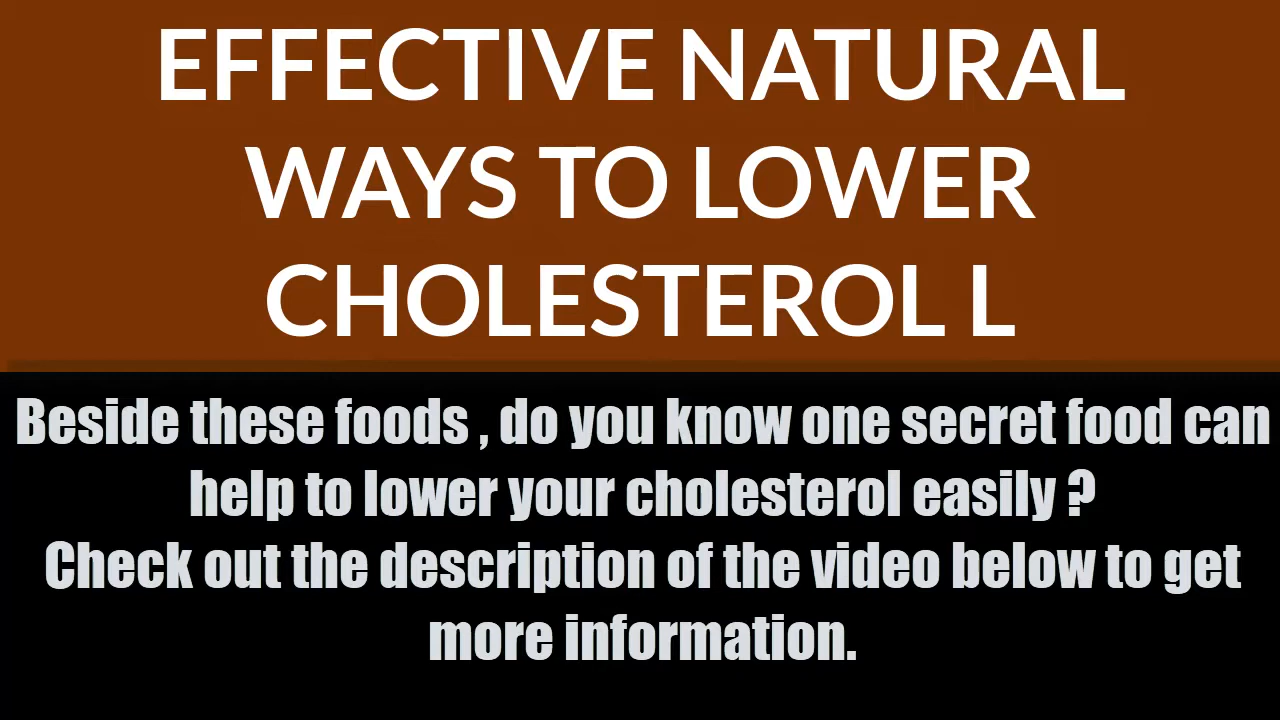 EFFECTIVE NATURAL
WAYS TO LOWER
CHOLESTEROL L
Beside these foods , do you know one secret food can
help to lower your cholesterol easily ?
Check out the description of the video below to get
more information.